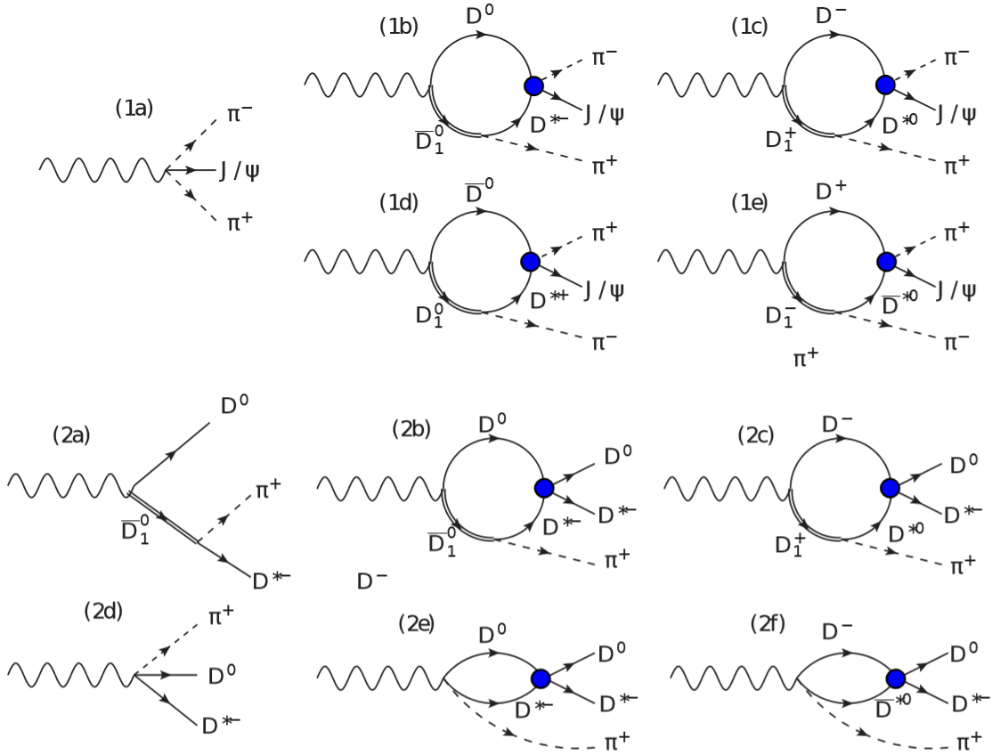 (1a)
π⁻
J/ψ
π⁺
(1b)
D⁰
π⁻
J/ψ
D*⁻
D̅₁⁰
π⁺
(1c)
D⁻
π⁻
J/ψ
D*⁰
D₁⁺
π⁺
(1d)
D̅⁰
π⁺
J/ψ
D*⁺
D₁⁰
π⁻
(1e)
D⁺
π⁺
J/ψ
D̅*⁰
D₁⁻
π⁻
π⁺
(2a)
D⁰
π⁺
D̅₁⁰
D*⁻
(2b)
D⁰
D⁰
D*⁻
D*⁻
D̅₁⁰
π⁺
D⁻
(2c)
D⁻
D⁰
D*⁻
D*⁰
D₁⁺
π⁺
(2d)
π⁺
D⁰
D*⁻
(2e)
D⁰
D⁰
D*⁻
D*⁻
π⁺
(2f)
D⁻
D⁰
D*⁻
D̅*⁰
π⁺